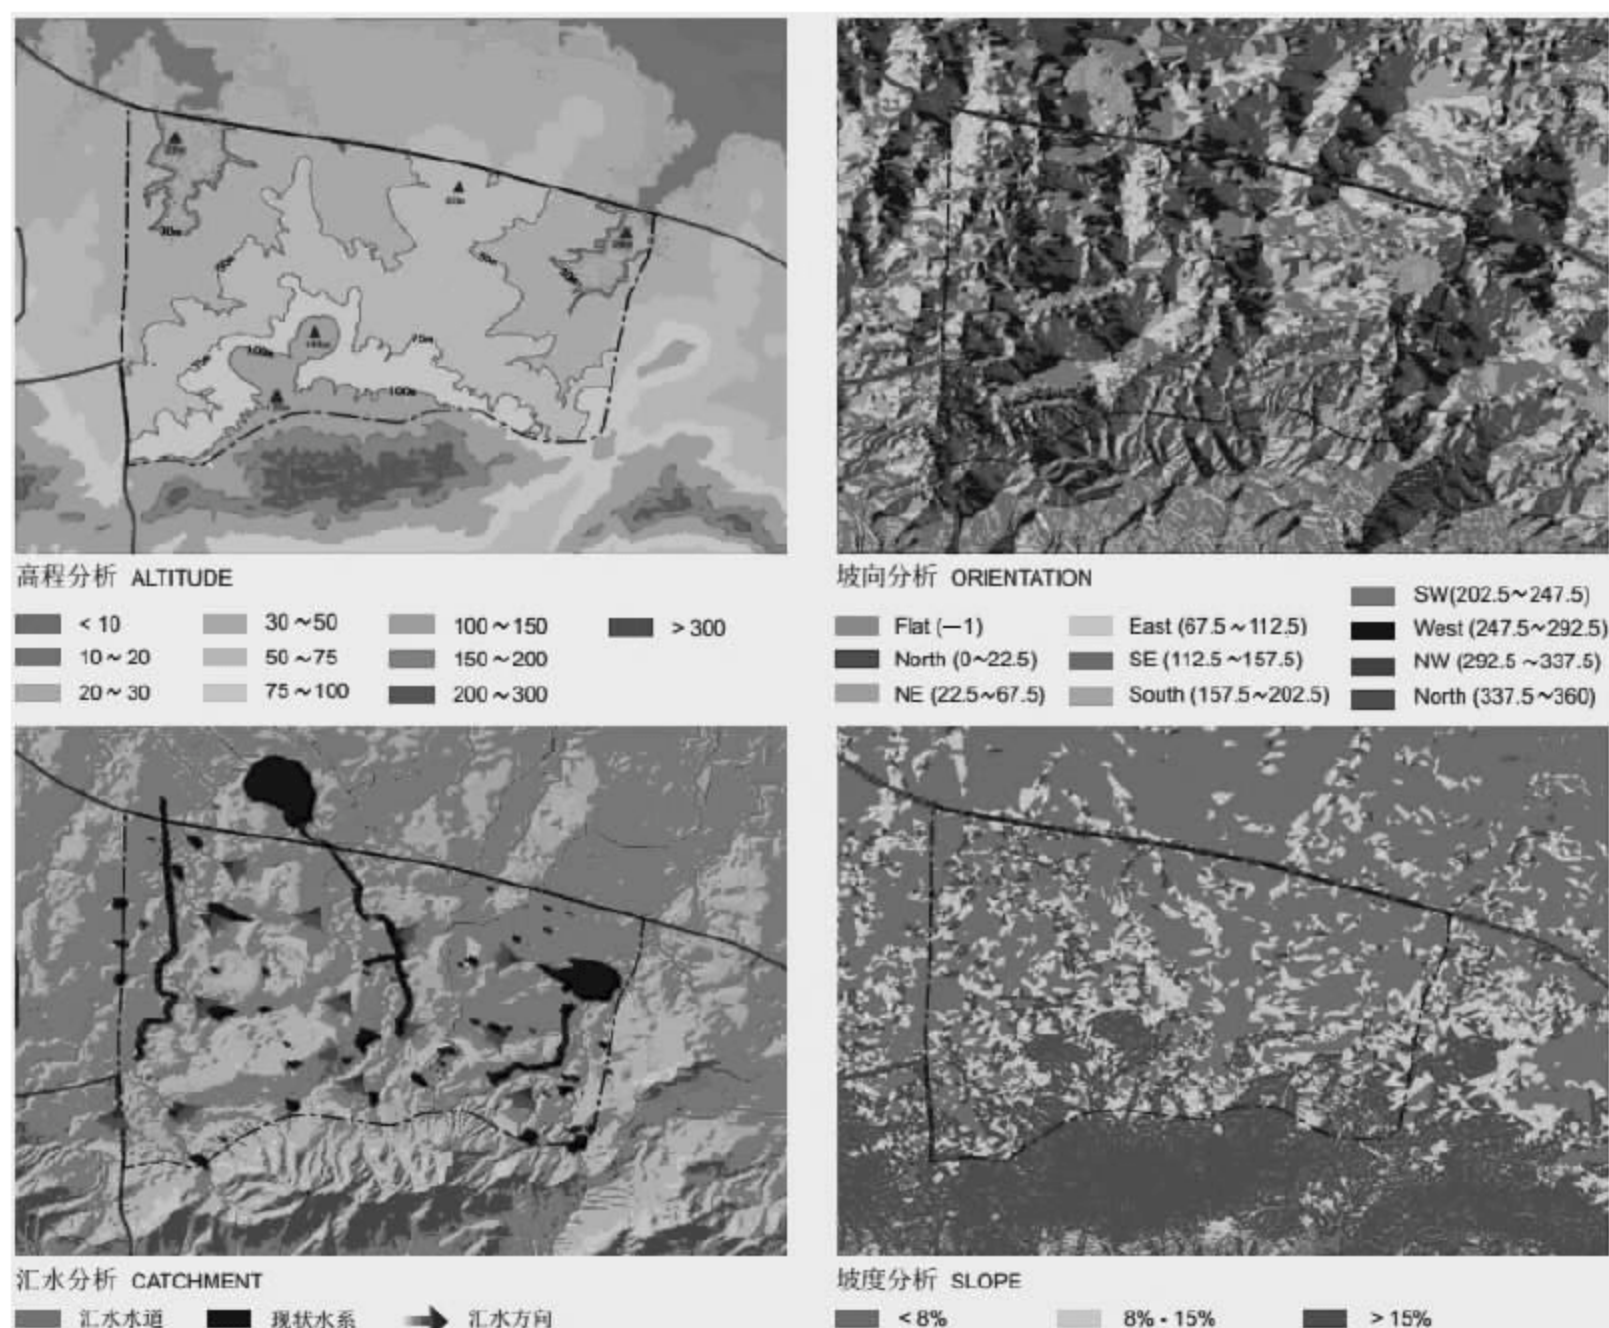 30m
70m
100m
100m
高程分析 ALTITUDE
< 10
30～50
100～150
> 300
10～20
50～75
150～200
20～30
75～100
200～300
坡向分析 ORIENTATION
SW(202.5～247.5)
Flat (—1)
East (67.5～112.5)
West (247.5～292.5)
North (0～22.5)
SE (112.5～157.5)
NW (292.5～337.5)
NE (22.5～67.5)
South (157.5～202.5)
North (337.5～360)
汇水分析 CATCHMENT
汇水水道
现状水系
汇水方向
坡度分析 SLOPE
< 8%
8% - 15%
> 15%